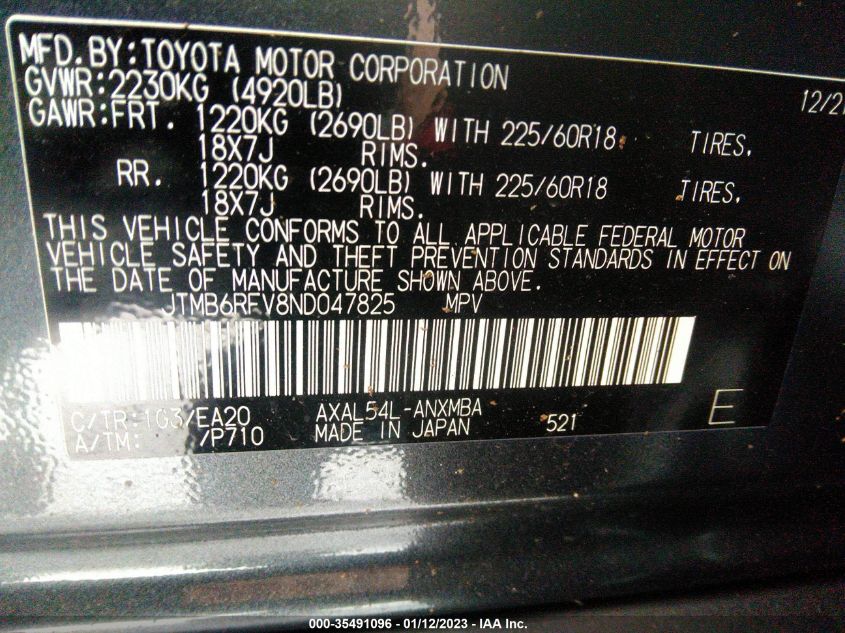 MFD.BY:TOYOTA MOTOR CORPORATION
GVWR:2230KG (4920LB) 12/21
GAWR:FRT. 1220KG (2690LB) WITH 225/60R18 TIRES,
18X7J RIMS.
RR. 1220KG (2690LB) WITH 225/60R18 TIRES,
18X7J RIMS.
THIS VEHICLE CONFORMS TO ALL APPLICABLE FEDERAL MOTOR
VEHICLE SAFETY AND THEFT PREVENTION STANDARDS IN EFFECT ON
THE DATE OF MANUFACTURE SHOWN ABOVE.
JTMB6RFV8ND047825 MPV
C/TR:1G3/EA20 AXAL54L-ANXMBA
A/TM: /P710 MADE IN JAPAN 521 E
000-35491096 - 01/12/2023 - IAA Inc.